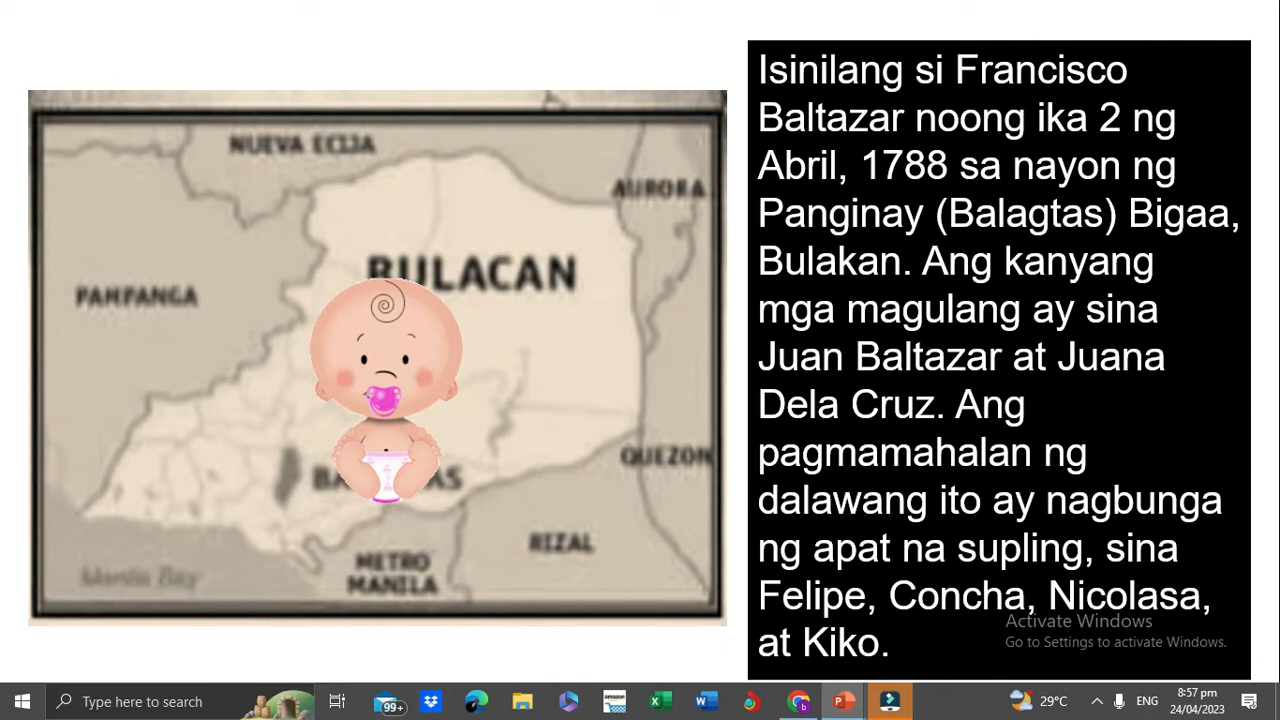 NUEVA ECIJA
AURORA
BULACAN
PAMPANGA
QUEZON
RIZAL
METRO
MANILA
Manila Bay
Isinilang si Francisco
Baltazar noong ika 2 ng
Abril, 1788 sa nayon ng
Panginay (Balagtas) Bigaa,
Bulakan. Ang kanyang
mga magulang ay sina
Juan Baltazar at Juana
Dela Cruz. Ang
pagmamahalan ng
dalawang ito ay nagbunga
ng apat na supling, sina
Felipe, Concha, Nicolasa,
at Kiko.
Activate Windows
Go to Settings to activate Windows.
Type here to search
99+
amazon
ENG
29°C
8:57 pm
24/04/2023